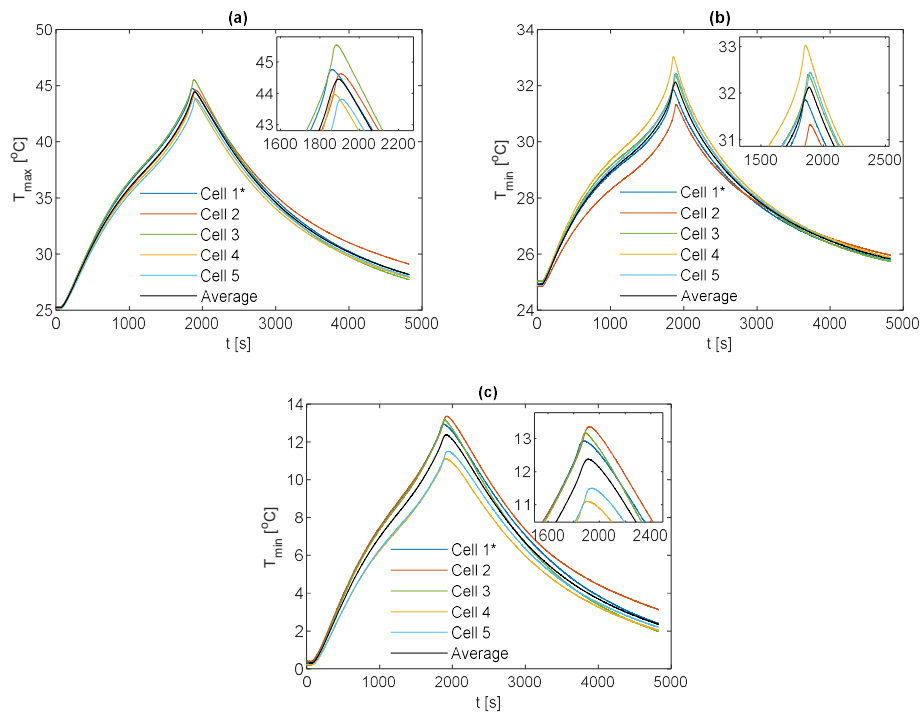 (a)
50
45
40
35
30
25
T_max [°C]
0 1000 2000 3000 4000 5000
t [s]
45
44
43
1600 1800 2000 2200
Cell 1*
Cell 2
Cell 3
Cell 4
Cell 5
Average
(b)
34
32
30
28
26
24
T_min [°C]
0 1000 2000 3000 4000 5000
t [s]
33
32
31
1500 2000 2500
Cell 1*
Cell 2
Cell 3
Cell 4
Cell 5
Average
(c)
14
12
10
8
6
4
2
0
T_min [°C]
0 1000 2000 3000 4000 5000
t [s]
13
12
11
1600 2000 2400
Cell 1*
Cell 2
Cell 3
Cell 4
Cell 5
Average